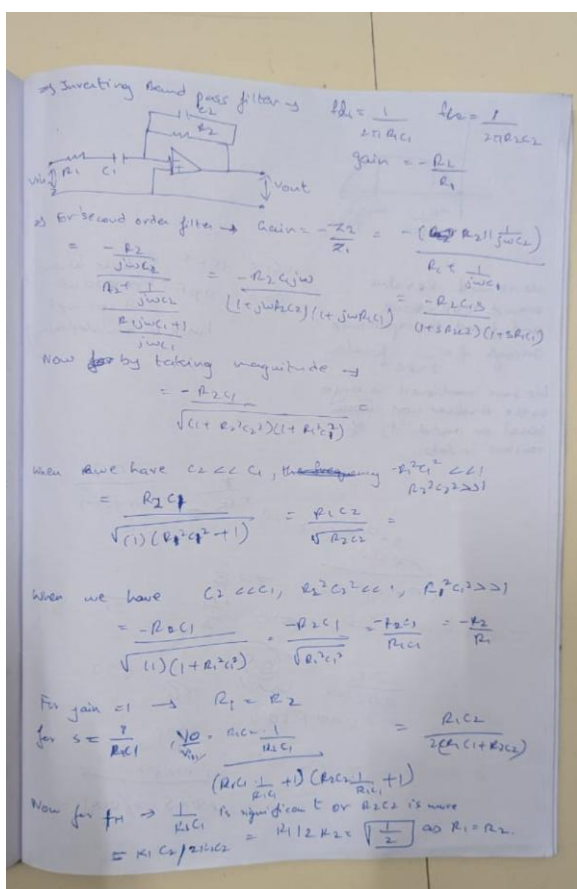 => Inverting Band pass filter → fL1 = 1 / 2πR1C1   fL2 = 1 / 2πR2C2
C2
R2
R1 C1
Vin
Vout
gain = -R2 / R1
=> For second order filter → Gain = -Z2 / Z1 = -(R2 || 1/jωC2) / (R1 + 1/jωC1)
= (-R2 / jωC2) / (R2 + 1/jωC2) / ((R1jωC1 + 1) / jωC1) = -R2C1jω / (1+jωR2C2)(1+jωR1C1) = -R2C1s / (1+sR2C2)(1+sR1C1)
Now by taking magnitude →
= -R2C1 / √(1+R2²C2²)(1+R1²C1²) =
When we have C2 << C1, -R1²C1² <<1
R2²C2² >>1
= R2C1 / √(1)(R1²C1²+1) = R1C2 / √R2C2 =
When we have C2 <<C1, R2²C2² << 1, R1²C1² >>1
= -R2C1 / √(1)(1+R1²C1²) = -R2C1 / √R1²C1² = -R2C1 / R1C1 = -R2 / R1
For gain = 1 → R1 = R2
for s = 1 / R1C1, Vo / Vin = R1C2 · 1/R2C1 / (R1C1 1/R1C1 + 1)(R2C2 1/R1C1 + 1) = R1C2 / 2(R1C1+R2C2)
Now for fH → 1/R1C1 is significant or R2C2 is more
= R1C2/2R1C2 = R1/2R2 = √1/2 as R1 = R2.